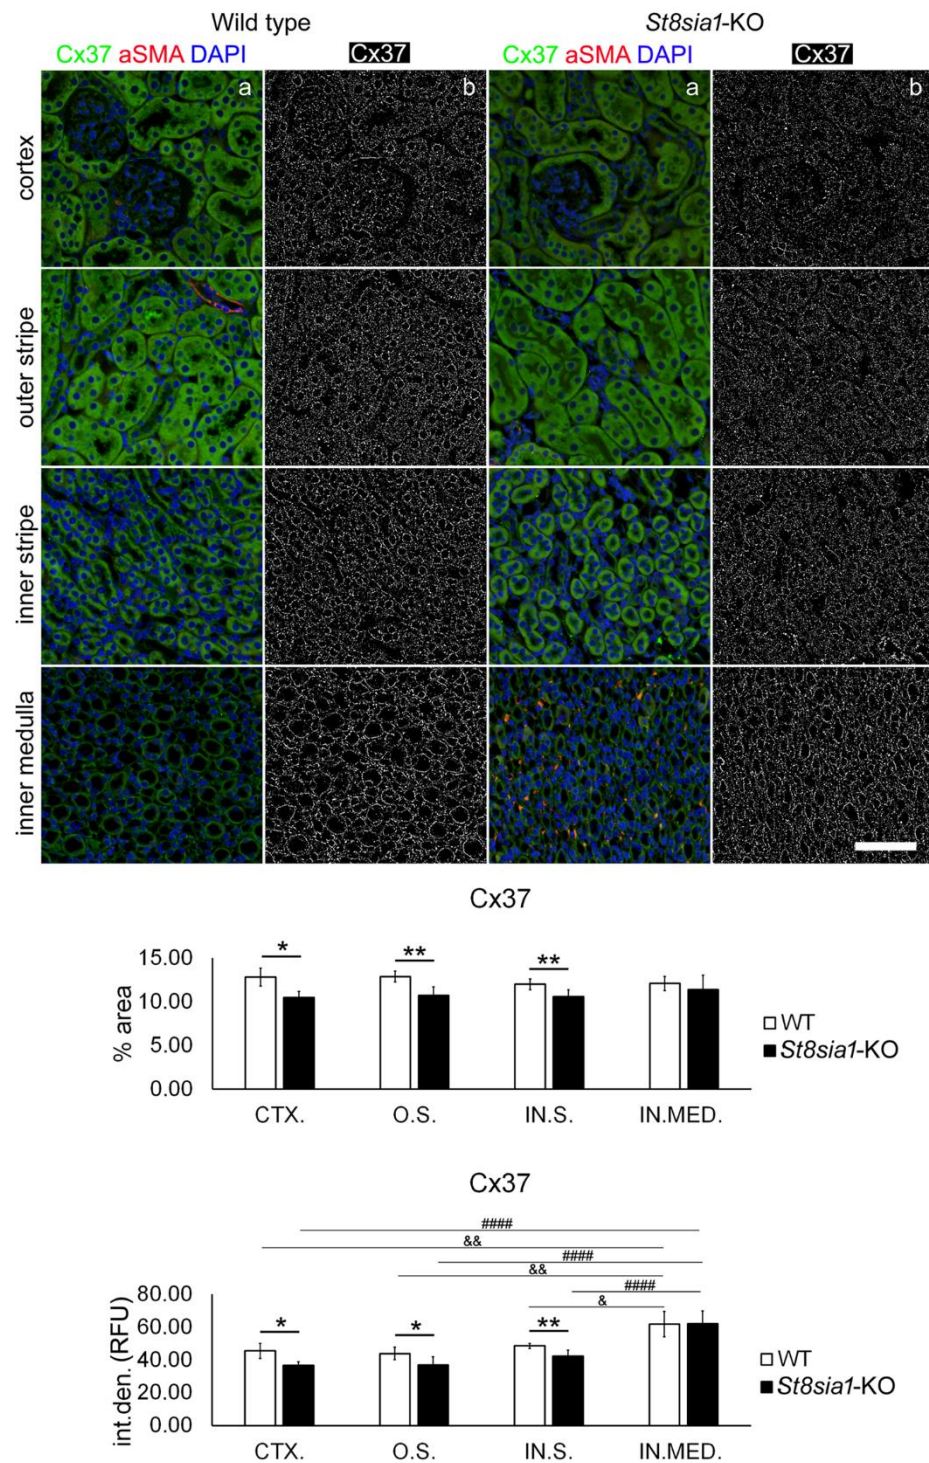 Wild type St8sia1-KO
Cx37 aSMA DAPI Cx37 Cx37 aSMA DAPI Cx37
a b a b
cortex
outer stripe
inner stripe
inner medulla
Cx37
* ** **
15.00
10.00
5.00
0.00
% area
CTX. O.S. IN.S. IN.MED.
WT
St8sia1-KO
Cx37
####
&&
####
&&
####
&
* * **
80.00
60.00
40.00
20.00
0.00
int.den. (RFU)
CTX. O.S. IN.S. IN.MED.
WT
St8sia1-KO